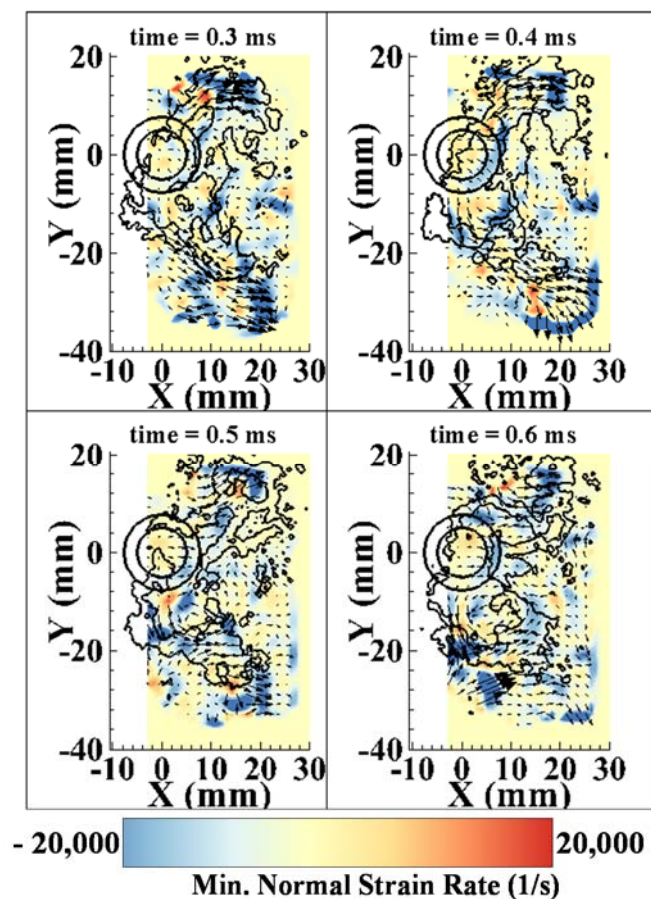 time = 0.3 ms
20
0
-20
-40
Y (mm)
-10 0 10 20 30
X (mm)
time = 0.4 ms
20
0
-20
-40
Y (mm)
-10 0 10 20 30
X (mm)
time = 0.5 ms
20
0
-20
-40
Y (mm)
-10 0 10 20 30
X (mm)
time = 0.6 ms
20
0
-20
-40
Y (mm)
-10 0 10 20 30
X (mm)
- 20,000 20,000
Min. Normal Strain Rate (1/s)